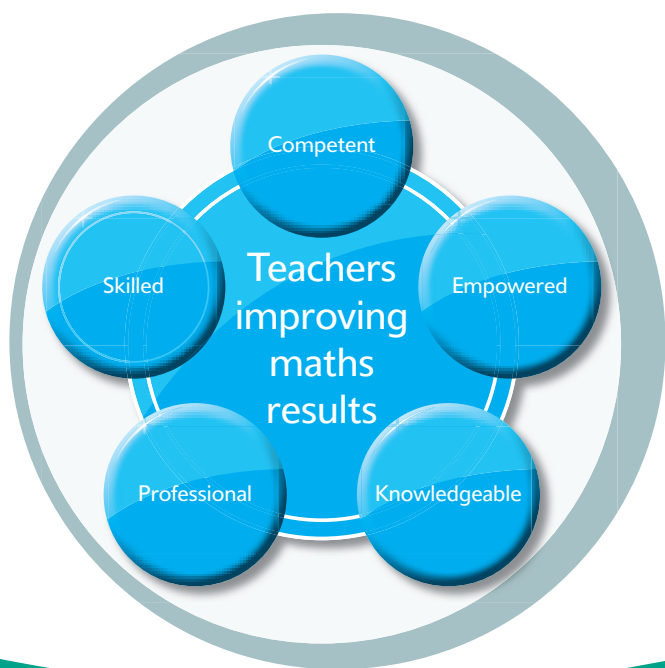 Competent
Skilled
Empowered
Teachers
improving
maths
results
Professional
Knowledgeable